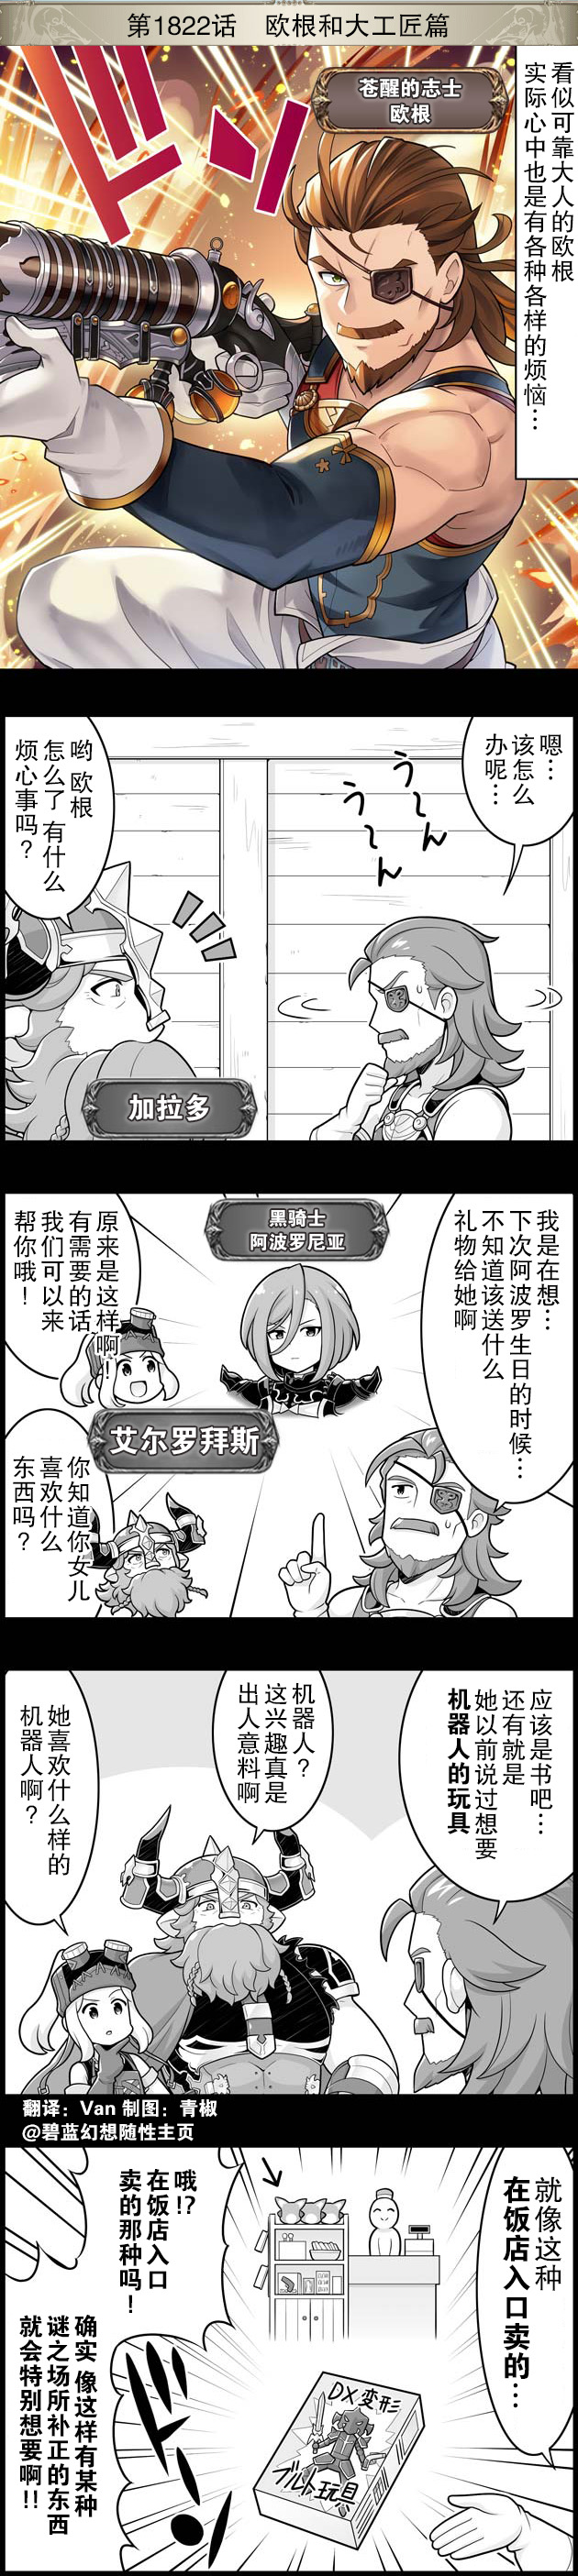 第1822话　欧根和大工匠篇
看似可靠大人的欧根
实际心中也是有各种各样的烦恼…
苍醒的志士
欧根
ドドッ
嗯…
该怎么
办呢…
う〜ん
う〜ん
哟 欧根
怎么了 有什么
烦心事吗？
加拉多
我是在想…
下次阿波罗生日的时候…
不知道该送什么
礼物给她啊
黑骑士
阿波罗尼亚
原来是这样啊！
有需要的话
我们可以来
帮你哦！
艾尔罗拜斯
你知道你女儿
喜欢什么
东西吗？
应该是书吧…
还有就是
她以前说过想要
机器人的玩具
机器人？
这兴趣真是
出人意料啊
她喜欢什么样的
机器人啊？
翻译：Van 制图：青椒
@碧蓝幻想随性主页
就像这种
在饭店入口卖的…
哦!?
在饭店入口
卖的那种吗！
DX变形
ブルト玩具
ドドッ
确实 像这样有某种
谜之场所补正的东西
就会特别想要啊!!